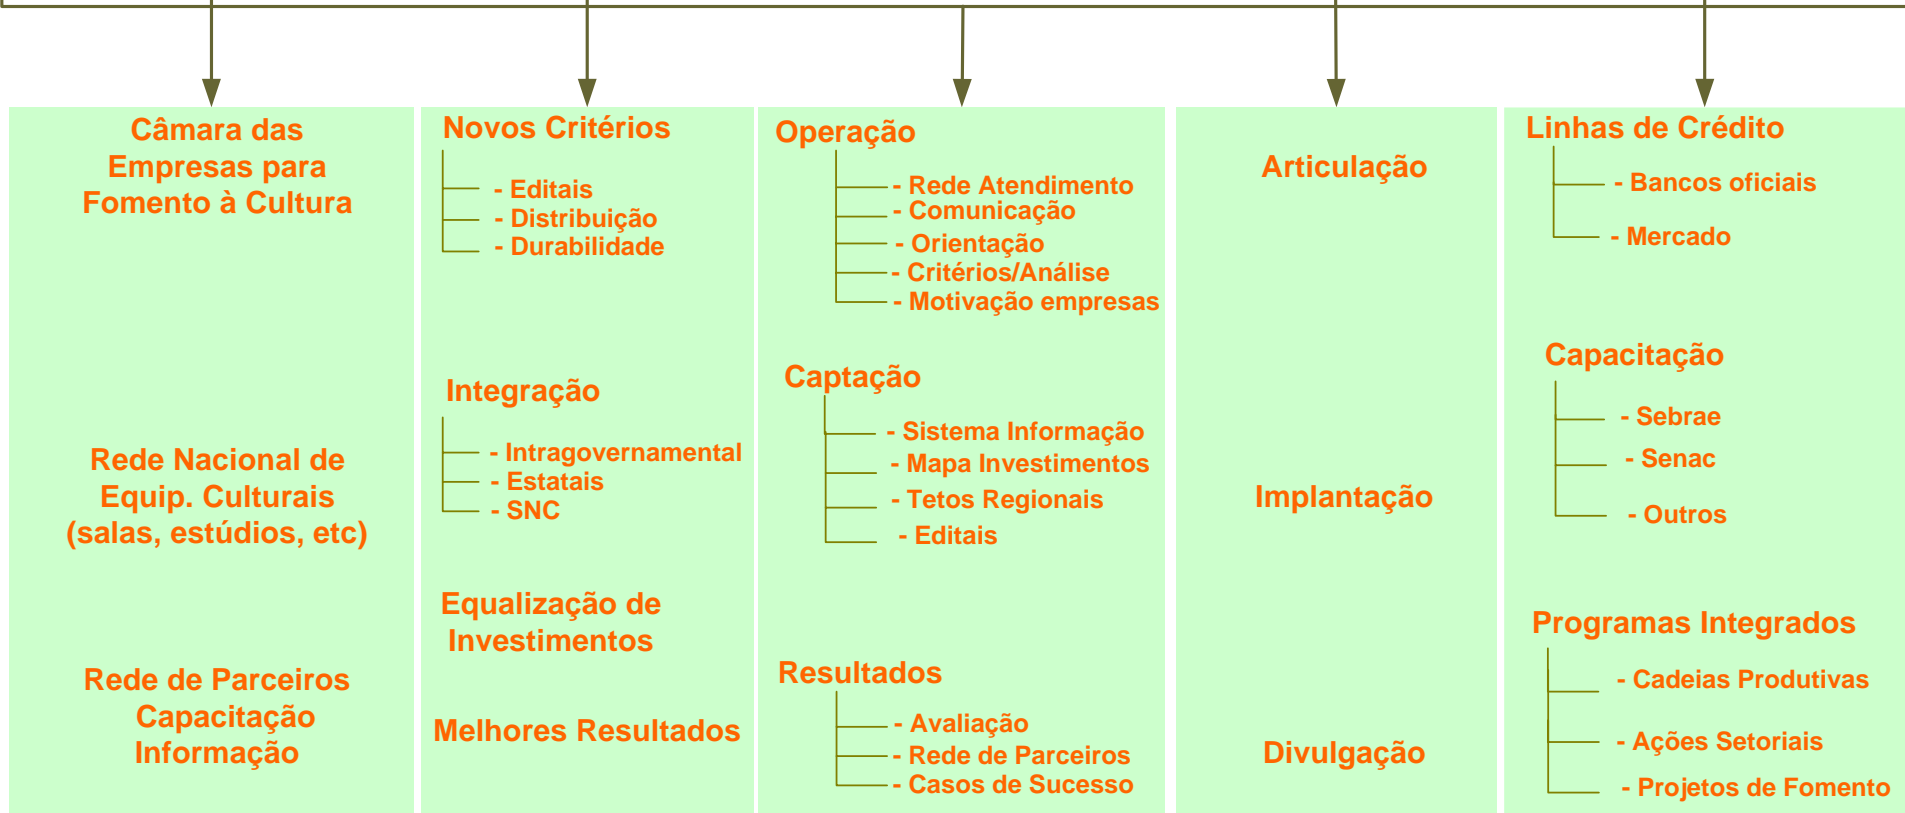 Câmara das
Empresas para
Fomento à Cultura
Rede Nacional de
Equip. Culturais
(salas, estúdios, etc)
Rede de Parceiros
Capacitação
Informação
Novos Critérios
- Editais
- Distribuição
- Durabilidade
Integração
- Intragovernamental
- Estatais
- SNC
Equalização de
Investimentos
Melhores Resultados
Operação
- Rede Atendimento
- Comunicação
- Orientação
- Critérios/Análise
- Motivação empresas
Captação
- Sistema Informação
- Mapa Investimentos
- Tetos Regionais
- Editais
Resultados
- Avaliação
- Rede de Parceiros
- Casos de Sucesso
Articulação
Implantação
Divulgação
Linhas de Crédito
- Bancos oficiais
- Mercado
Capacitação
- Sebrae
- Senac
- Outros
Programas Integrados
- Cadeias Produtivas
- Ações Setoriais
- Projetos de Fomento